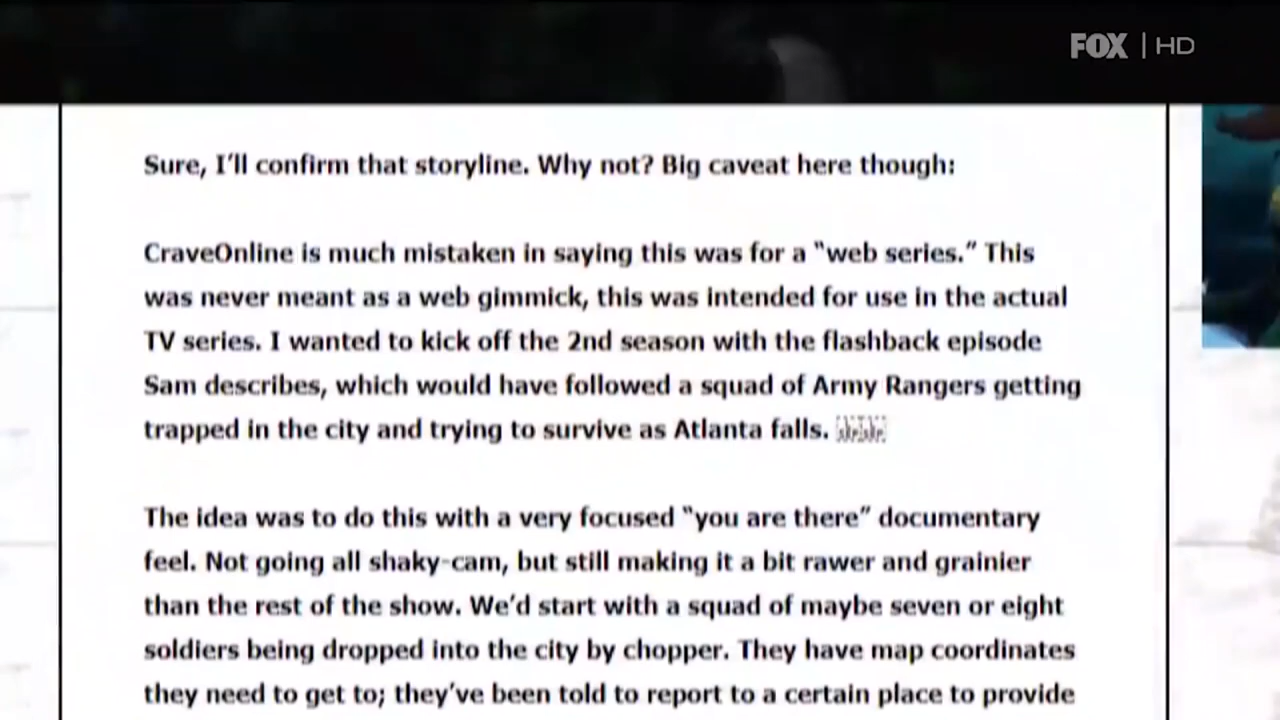 FOX | HD
Sure, I'll confirm that storyline. Why not? Big caveat here though:
CraveOnline is much mistaken in saying this was for a “web series.” This
was never meant as a web gimmick, this was intended for use in the actual
TV series. I wanted to kick off the 2nd season with the flashback episode
Sam describes, which would have followed a squad of Army Rangers getting
trapped in the city and trying to survive as Atlanta falls.
The idea was to do this with a very focused “you are there” documentary
feel. Not going all shaky-cam, but still making it a bit rawer and grainier
than the rest of the show. We’d start with a squad of maybe seven or eight
soldiers being dropped into the city by chopper. They have map coordinates
they need to get to; they’ve been told to report to a certain place to provide